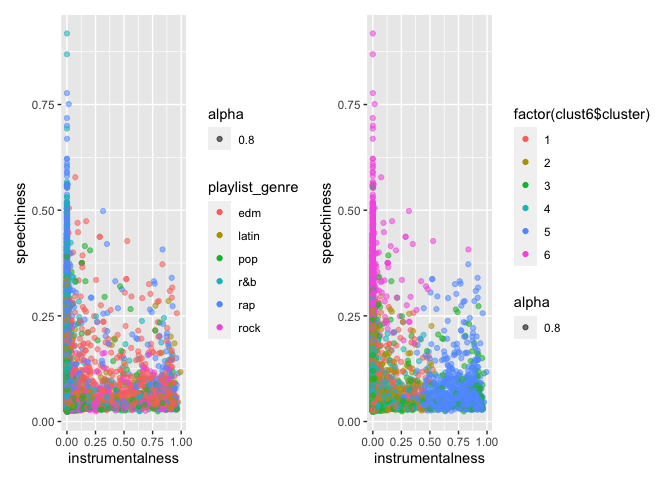 speechiness
0.75
0.50
0.25
0.00
0.00 0.25 0.50 0.75 1.00
instrumentalness
alpha
0.8
playlist_genre
edm
latin
pop
r&b
rap
rock
speechiness
0.75
0.50
0.25
0.00
0.00 0.25 0.50 0.75 1.00
instrumentalness
factor(clust6$cluster)
1
2
3
4
5
6
alpha
0.8